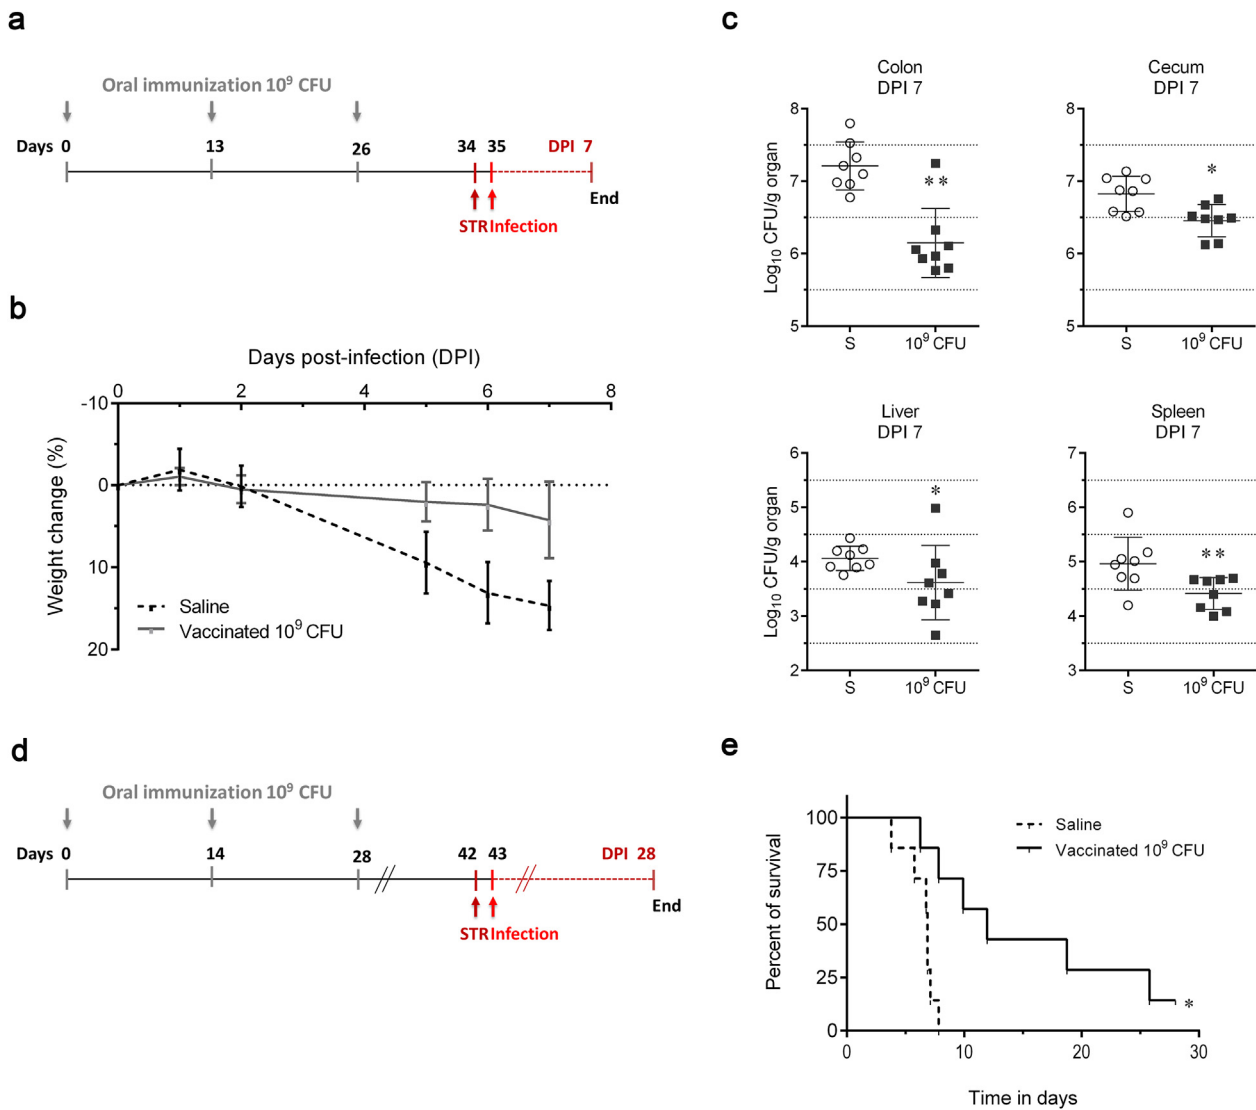 a
Oral immunization 10⁹ CFU
Days 0 13 26 34 35 DPI 7
End
STR Infection
b
Days post-infection (DPI)
0 2 4 6 8
-10
0
10
20
Weight change (%)
Saline
Vaccinated 10⁹ CFU
c
Colon
DPI 7
8
7
6
5
Log₁₀ CFU/g organ
**
S 10⁹ CFU
Cecum
DPI 7
8
7
6
5
*
S 10⁹ CFU
Liver
DPI 7
6
5
4
3
2
Log₁₀ CFU/g organ
*
S 10⁹ CFU
Spleen
DPI 7
7
6
5
4
3
**
S 10⁹ CFU
d
Oral immunization 10⁹ CFU
Days 0 14 28 42 43 DPI 28
End
STR Infection
e
100
75
50
25
0
Percent of survival
Saline
Vaccinated 10⁹ CFU
*
0 10 20 30
Time in days